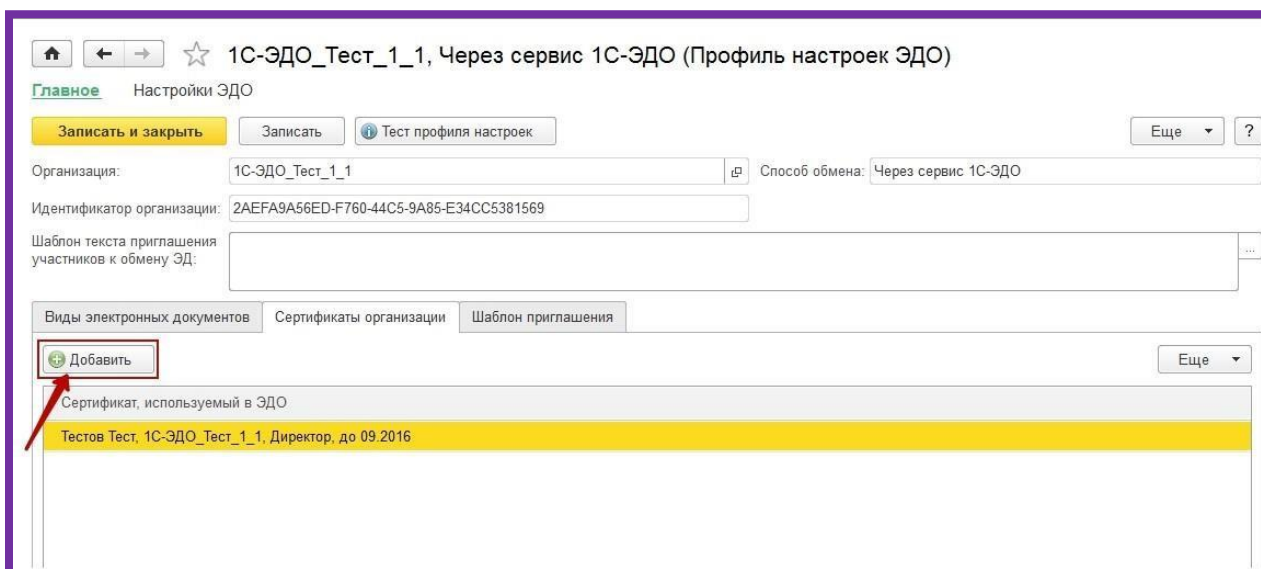 1С-ЭДО_Тест_1_1, Через сервис 1С-ЭДО (Профиль настроек ЭДО)
Главное Настройки ЭДО
Записать и закрыть Записать Тест профиля настроек Еще ?
Организация: 1С-ЭДО_Тест_1_1 Способ обмена: Через сервис 1С-ЭДО
Идентификатор организации: 2AEFA9A56ED-F760-44C5-9A85-E34CC5381569
Шаблон текста приглашения
участников к обмену ЭД: ...
Виды электронных документов Сертификаты организации Шаблон приглашения
Добавить Еще
Сертификат, используемый в ЭДО
Тестов Тест, 1С-ЭДО_Тест_1_1, Директор, до 09.2016